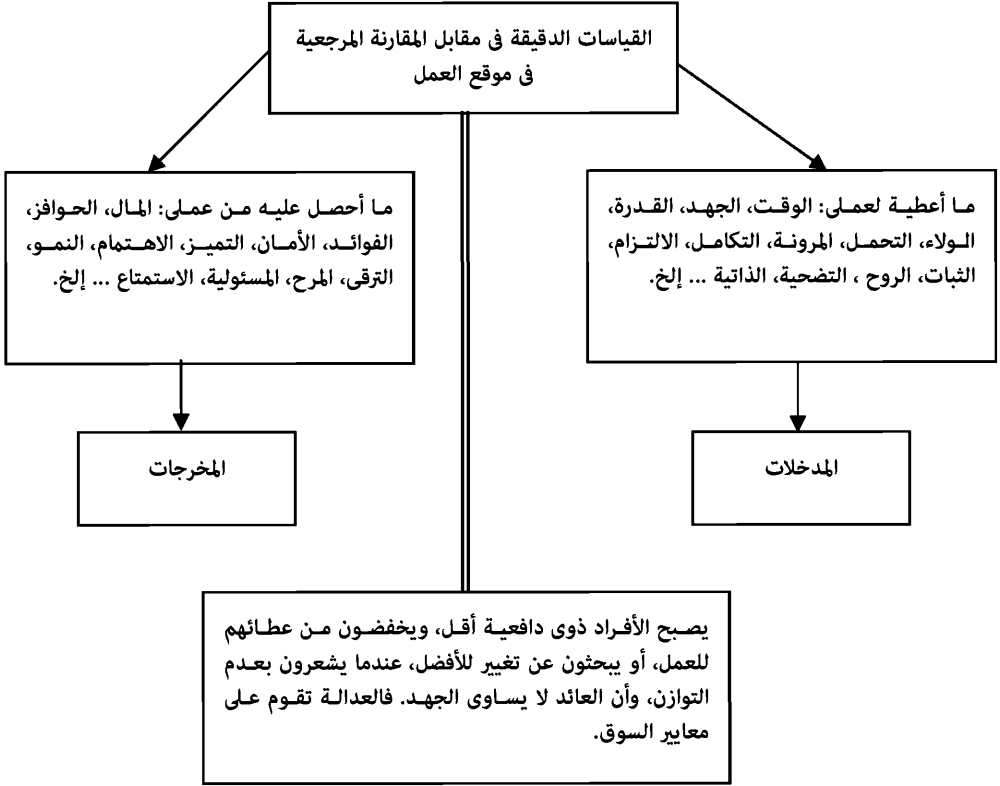 القياسات الدقيقة فى مقابل المقارنة المرجعية
فى موقع العمل
ما أعطية لعملى: الوقت، الجهد، القدرة،
الولاء، التحمل، المرونة، التكامل، الالتزام،
الثبات، الروح ، التضحية، الذاتية ... إلخ.
ما أحصل عليه من عملى: المال، الحوافز،
الفوائد، الأمان، التميز، الاهتمام، النمو،
الترقى، المرح، المسئولية، الاستمتاع ... إلخ.
المدخلات
المخرجات
يصبح الأفراد ذوى دافعية أقل، ويخفضون من عطائهم
للعمل، أو يبحثون عن تغيير للأفضل، عندما يشعرون بعدم
التوازن، وأن العائد لا يساوى الجهد. فالعدالة تقوم على
معايير السوق.